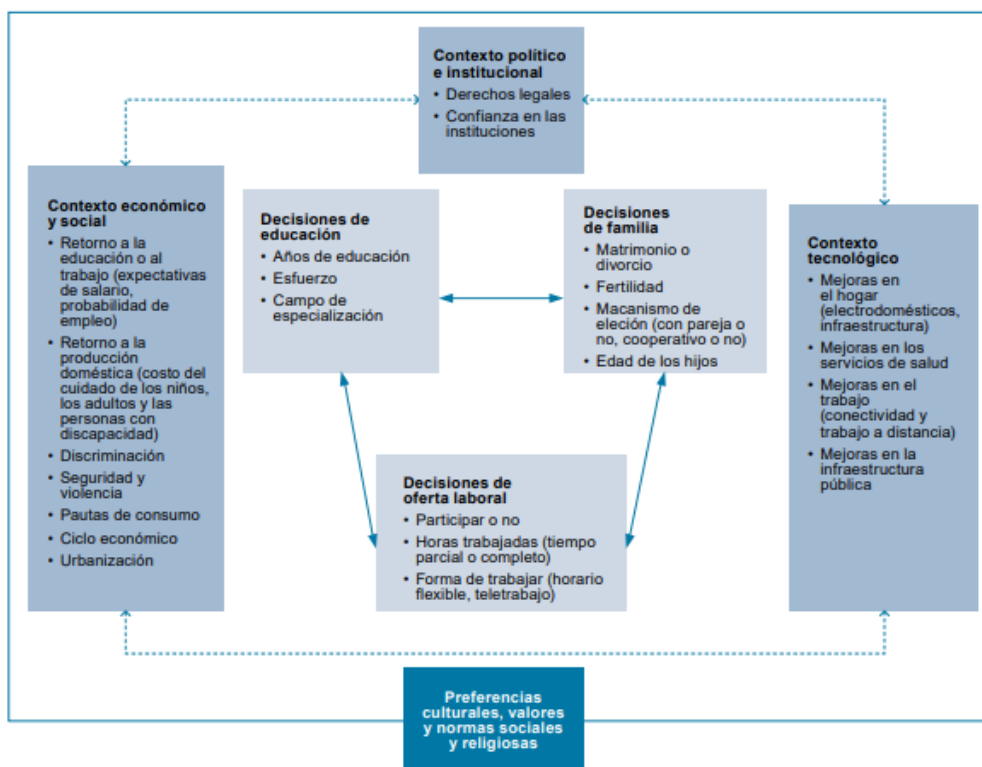 Contexto político
e institucional
• Derechos legales
• Confianza en las
instituciones
Contexto económico
y social
• Retorno a la
educación o al
trabajo (expectativas
de salario,
probabilidad de
empleo)
• Retorno a la
producción
doméstica (costo del
cuidado de los niños,
los adultos y las
personas con
discapacidad)
• Discriminación
• Seguridad y
violencia
• Pautas de consumo
• Ciclo económico
• Urbanización
Decisiones de
educación
• Años de educación
• Esfuerzo
• Campo de
especialización
Decisiones
de familia
• Matrimonio o
divorcio
• Fertilidad
• Macanismo de
eleción (con pareja o
no, cooperativo o no)
• Edad de los hijos
Contexto
tecnológico
• Mejoras en
el hogar
(electrodomésticos,
infraestructura)
• Mejoras en los
servicios de salud
• Mejoras en el
trabajo
(conectividad y
trabajo a distancia)
• Mejoras en la
infraestructura
pública
Decisiones de
oferta laboral
• Participar o no
• Horas trabajadas (tiempo
parcial o completo)
• Forma de trabajar (horario
flexible, teletrabajo)
Preferencias
culturales, valores
y normas sociales
y religiosas